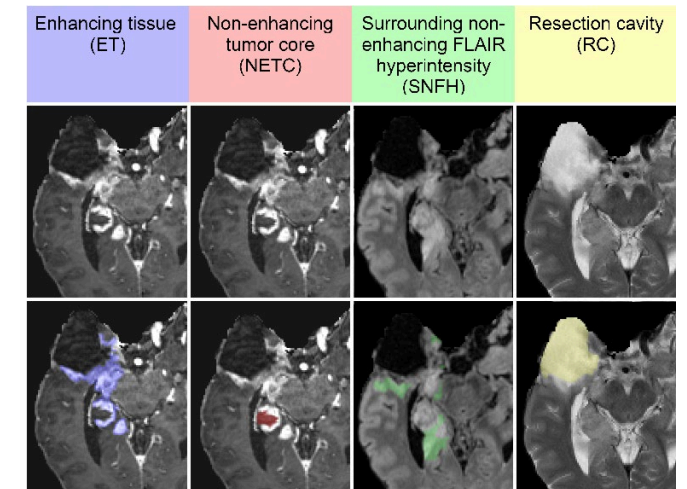 Enhancing tissue
(ET)
Non-enhancing
tumor core
(NETC)
Surrounding non-
enhancing FLAIR
hyperintensity
(SNFH)
Resection cavity
(RC)